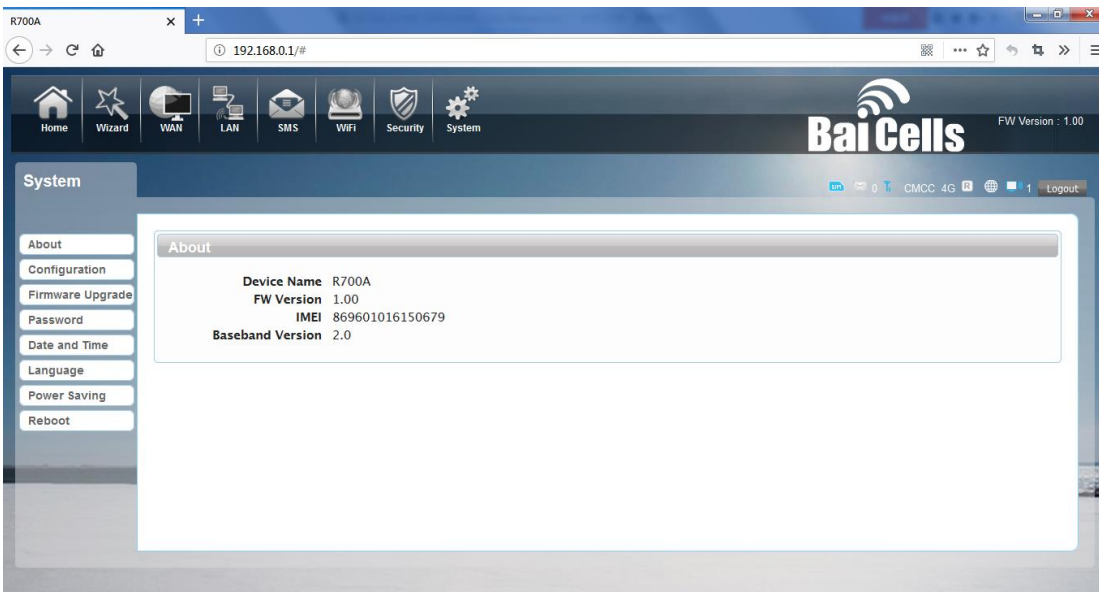 R700A
192.168.0.1/#
Home Wizard WAN LAN SMS WiFi Security System
BaiCells
FW Version : 1.00
System
SIM 0 CMCC 4G R 1 Logout
About
Configuration
Firmware Upgrade
Password
Date and Time
Language
Power Saving
Reboot
About
Device Name R700A
FW Version 1.00
IMEI 869601016150679
Baseband Version 2.0